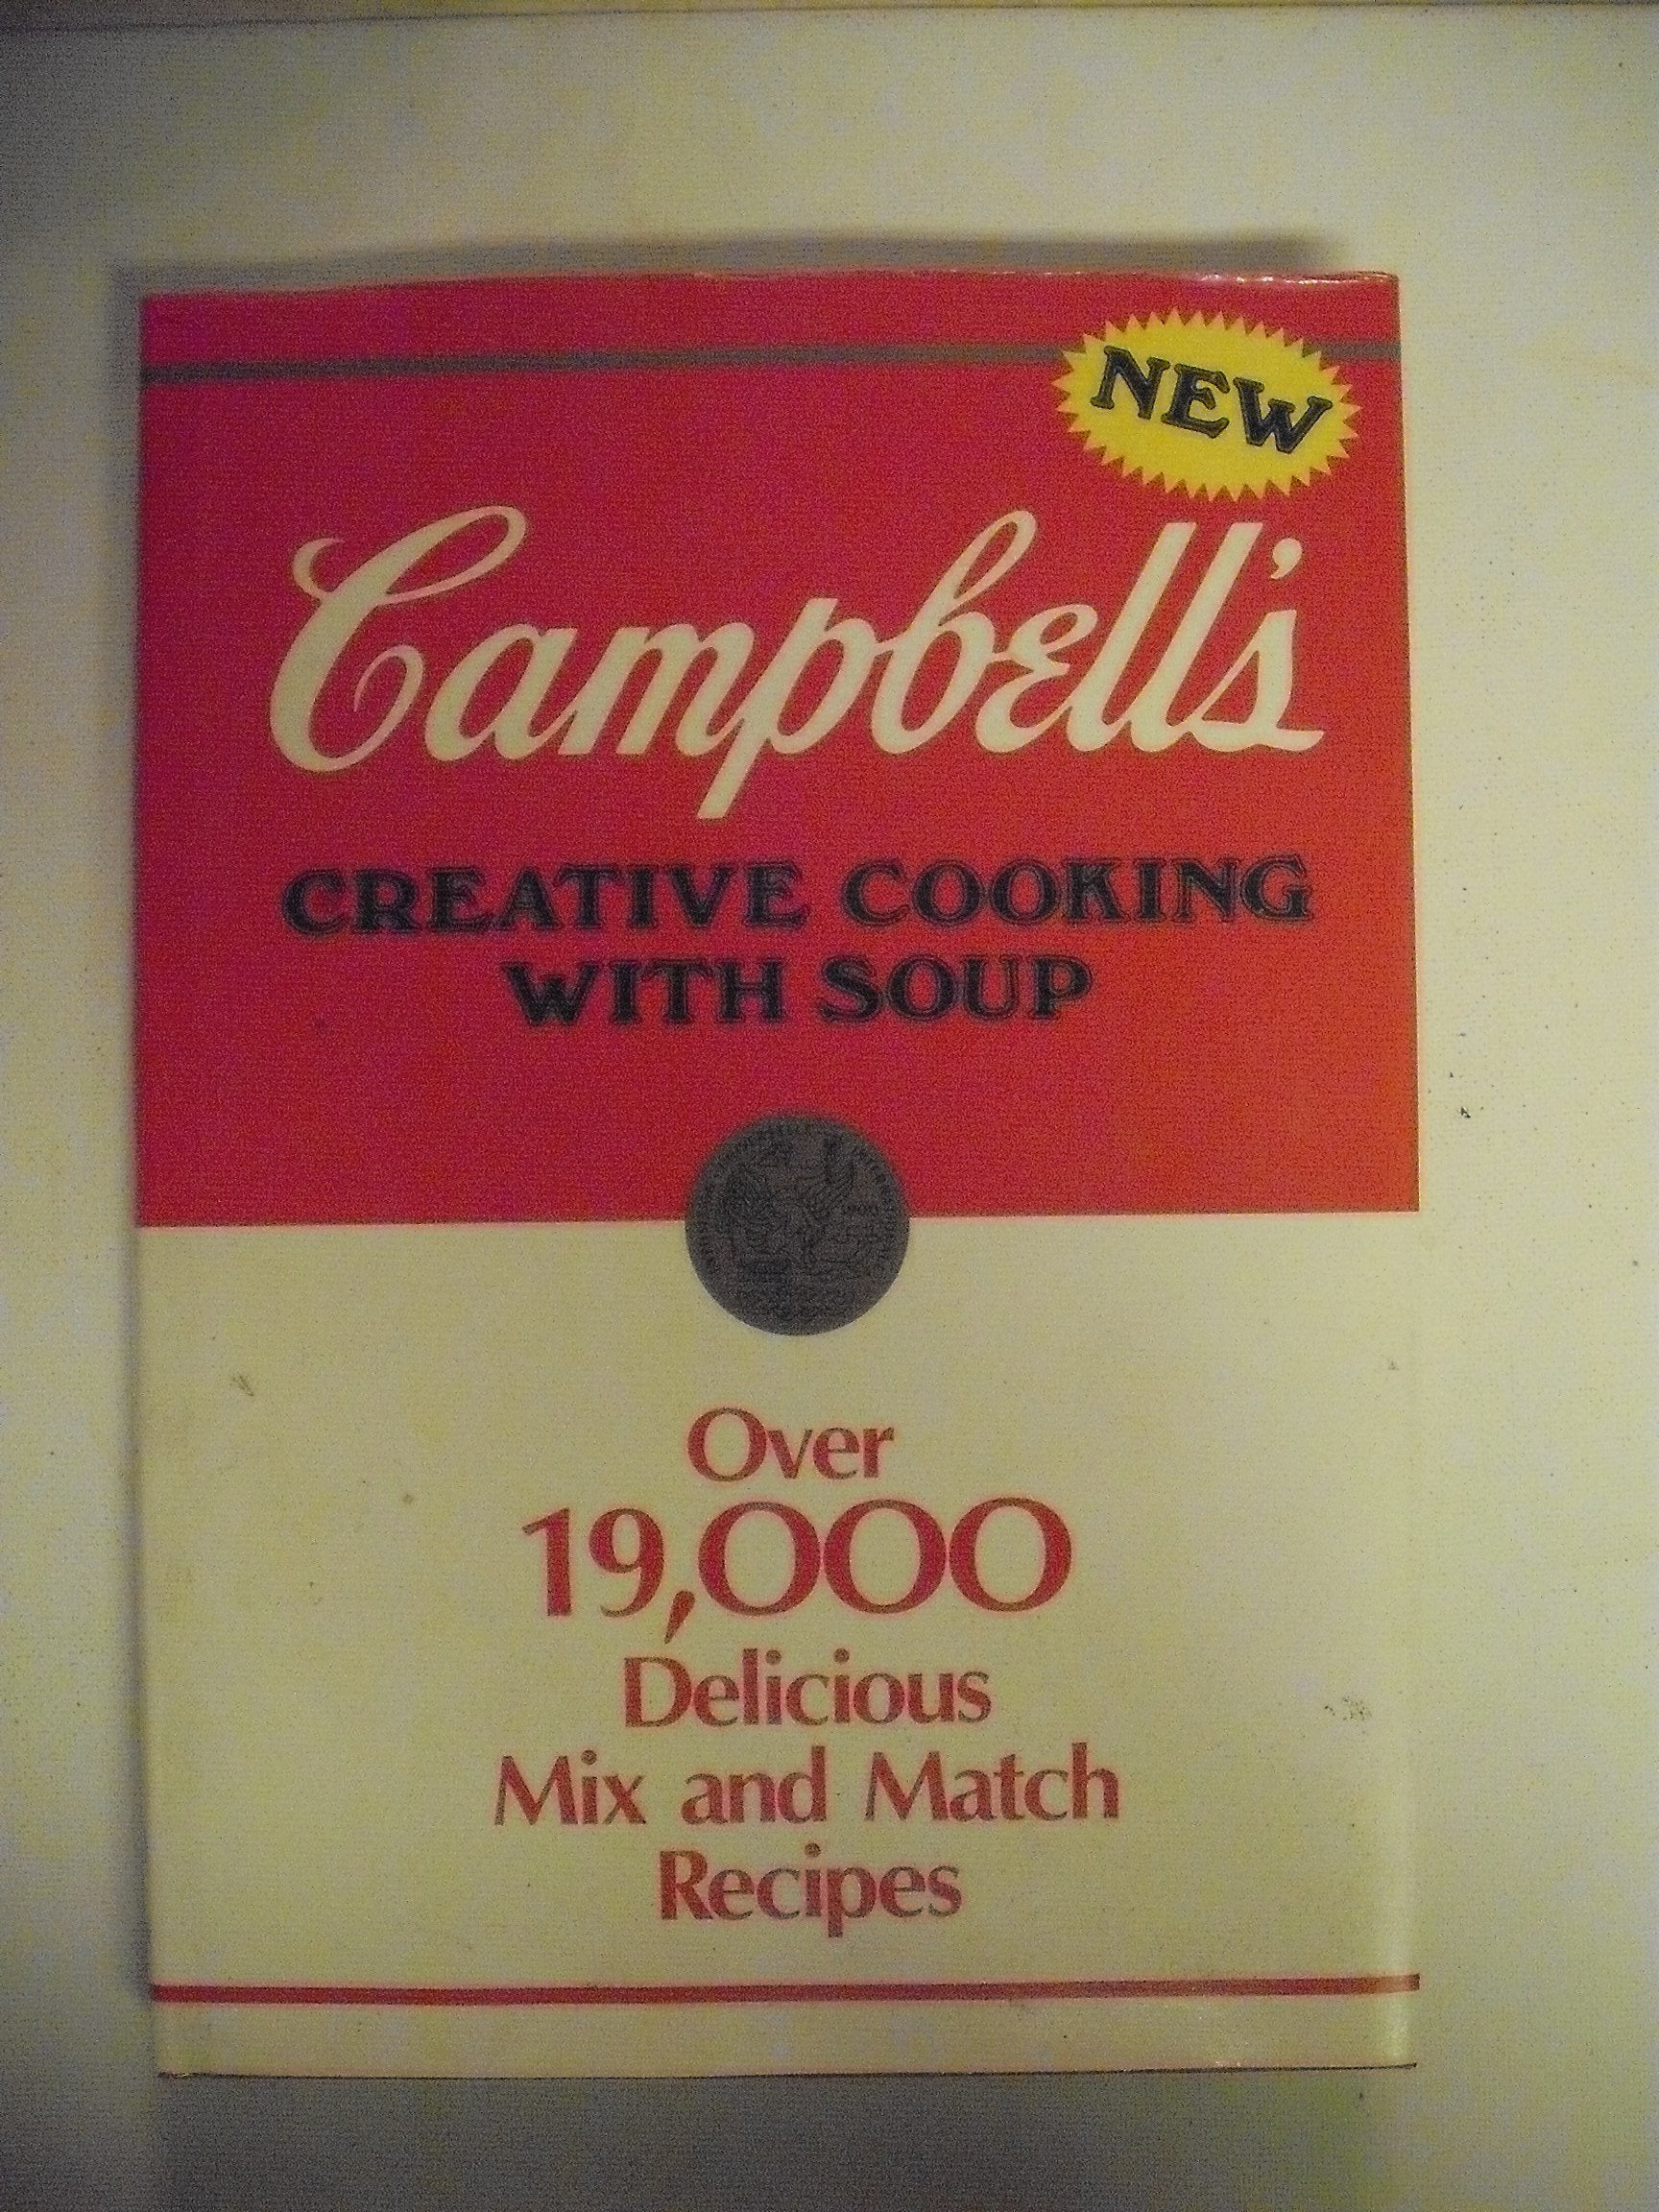 NEW
Campbell's
CREATIVE COOKING
WITH SOUP
Over
19,000
Delicious
Mix and Match
Recipes